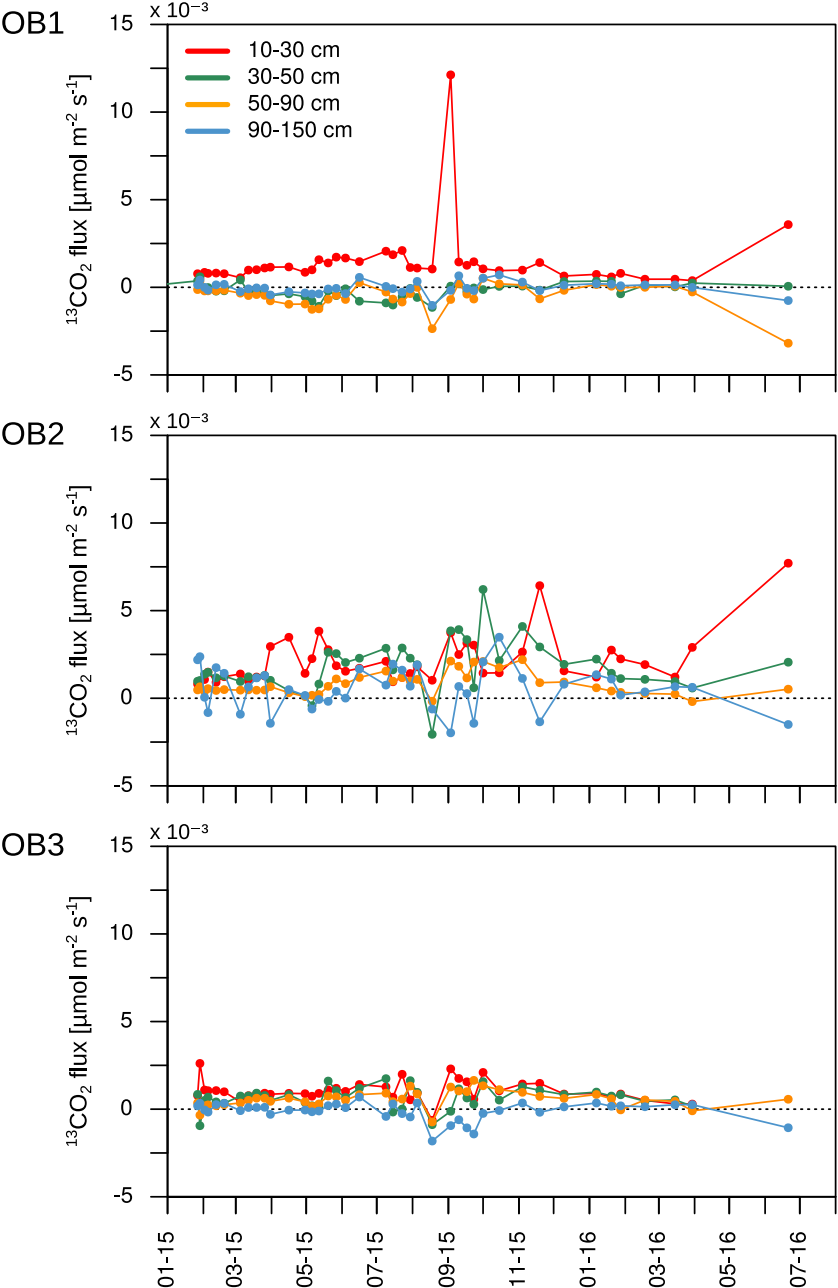 OB1
x 10⁻³
15
10
5
0
-5
¹³CO₂ flux [µmol m⁻² s⁻¹]
10-30 cm
30-50 cm
50-90 cm
90-150 cm
OB2
x 10⁻³
15
10
5
0
-5
¹³CO₂ flux [µmol m⁻² s⁻¹]
OB3
x 10⁻³
15
10
5
0
-5
¹³CO₂ flux [µmol m⁻² s⁻¹]
01-15
03-15
05-15
07-15
09-15
11-15
01-16
03-16
05-16
07-16